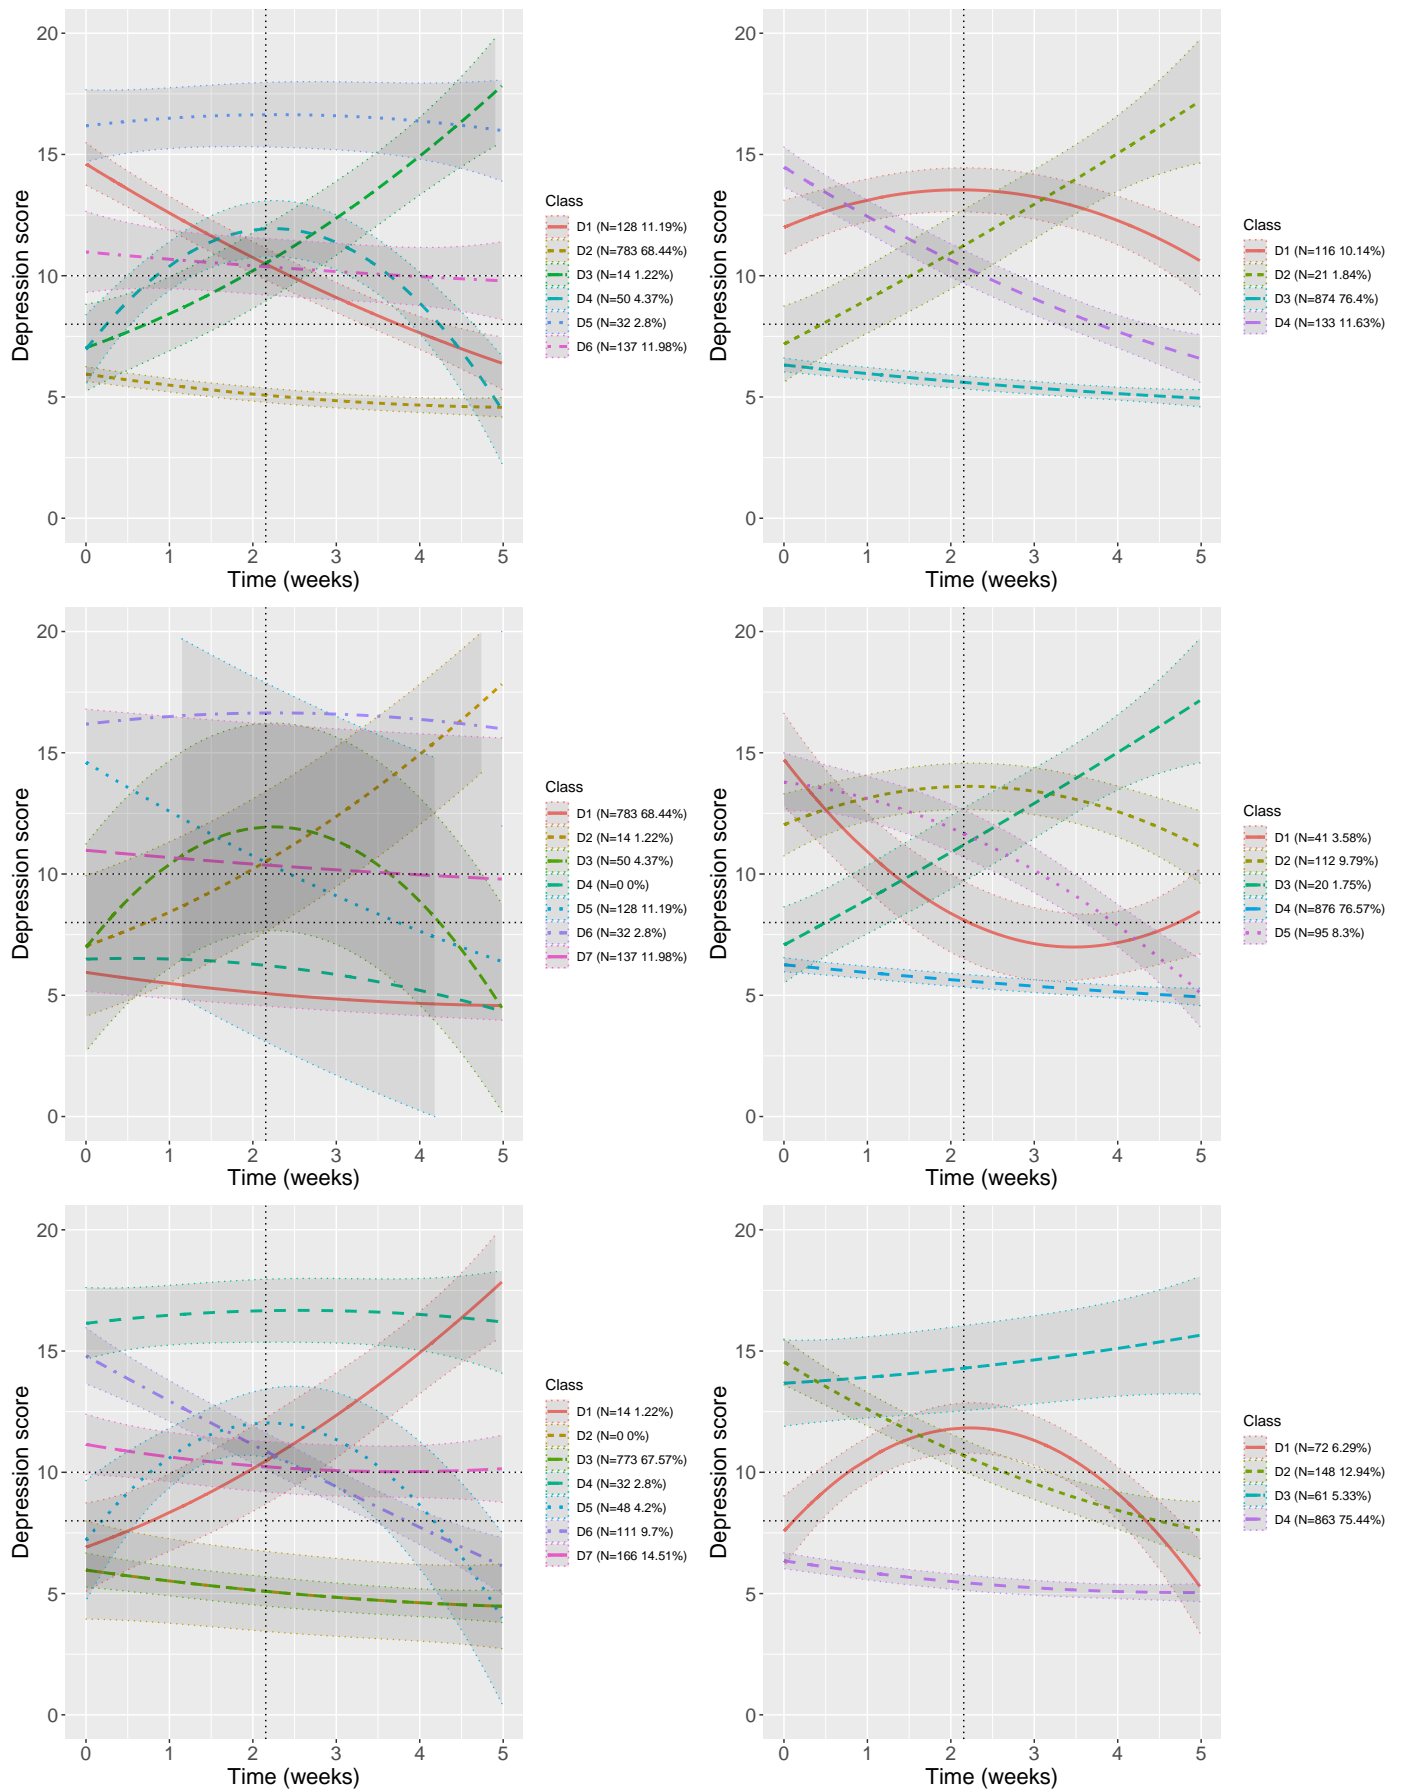 20
15
10
5
0
Depression score
0 1 2 3 4 5
Time (weeks)
Class
D1 (N=128 11.19%)
D2 (N=783 68.44%)
D3 (N=14 1.22%)
D4 (N=50 4.37%)
D5 (N=32 2.8%)
D6 (N=137 11.98%)
20
15
10
5
0
Depression score
0 1 2 3 4 5
Time (weeks)
Class
D1 (N=116 10.14%)
D2 (N=21 1.84%)
D3 (N=874 76.4%)
D4 (N=133 11.63%)
20
15
10
5
0
Depression score
0 1 2 3 4 5
Time (weeks)
Class
D1 (N=783 68.44%)
D2 (N=14 1.22%)
D3 (N=50 4.37%)
D4 (N=0 0%)
D5 (N=128 11.19%)
D6 (N=32 2.8%)
D7 (N=137 11.98%)
20
15
10
5
0
Depression score
0 1 2 3 4 5
Time (weeks)
Class
D1 (N=41 3.58%)
D2 (N=112 9.79%)
D3 (N=20 1.75%)
D4 (N=876 76.57%)
D5 (N=95 8.3%)
20
15
10
5
0
Depression score
0 1 2 3 4 5
Time (weeks)
Class
D1 (N=14 1.22%)
D2 (N=0 0%)
D3 (N=773 67.57%)
D4 (N=32 2.8%)
D5 (N=48 4.2%)
D6 (N=111 9.7%)
D7 (N=166 14.51%)
20
15
10
5
0
Depression score
0 1 2 3 4 5
Time (weeks)
Class
D1 (N=72 6.29%)
D2 (N=148 12.94%)
D3 (N=61 5.33%)
D4 (N=863 75.44%)